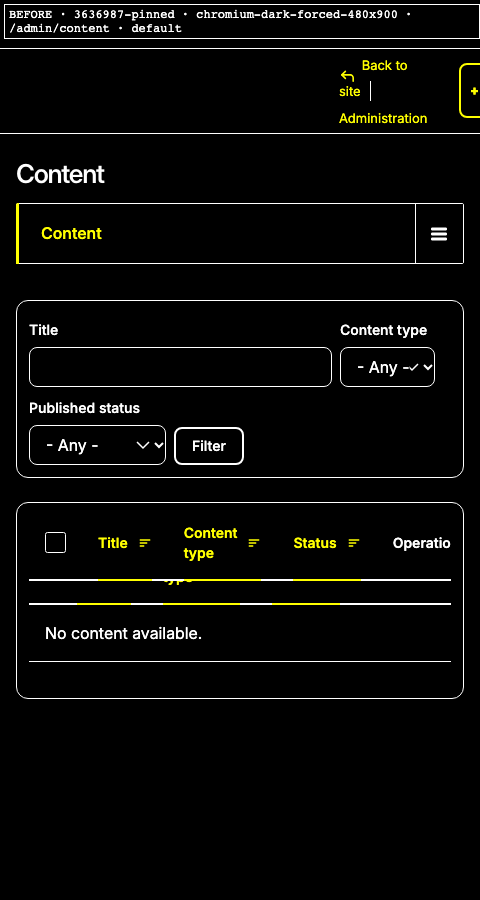 BEFORE · 3636987-pinned · chromium-dark-forced-480x900 ·
/admin/content · default
Back to
site
Administration
+
Content
Content
Title
Content type
- Any -
Published status
- Any -
Filter
Title
Content
type
Status
Operatio
type
No content available.